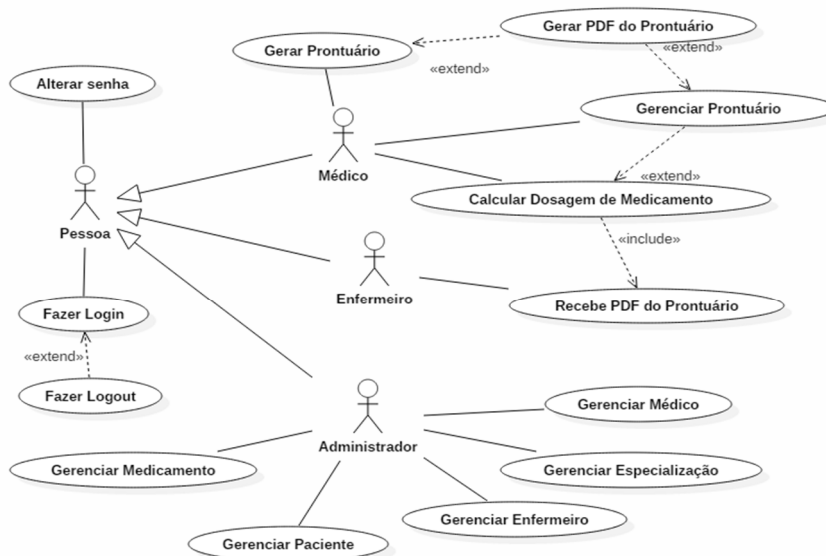 Gerar PDF do Prontuário
Gerar Prontuário
«extend»
«extend»
Alterar senha
Gerenciar Prontuário
Médico
«extend»
Calcular Dosagem de Medicamento
Pessoa
«include»
Enfermeiro
Recebe PDF do Prontuário
Fazer Login
«extend»
Fazer Logout
Gerenciar Médico
Administrador
Gerenciar Medicamento
Gerenciar Especialização
Gerenciar Enfermeiro
Gerenciar Paciente